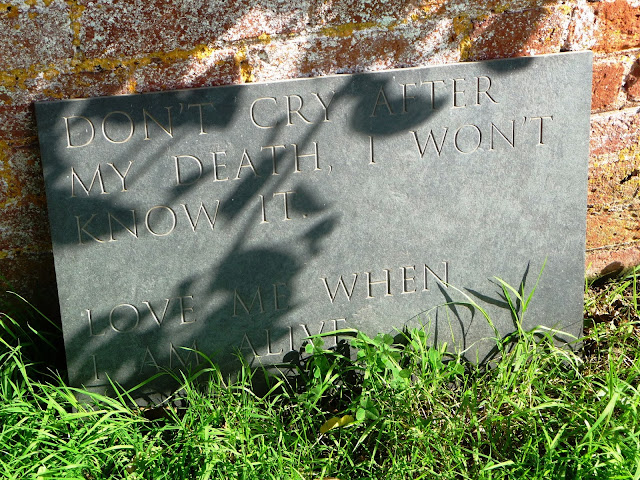 DON'T CRY AFTER
MY DEATH, I WON'T
KNOW IT.
LOVE ME WHEN
I AM ALIVE